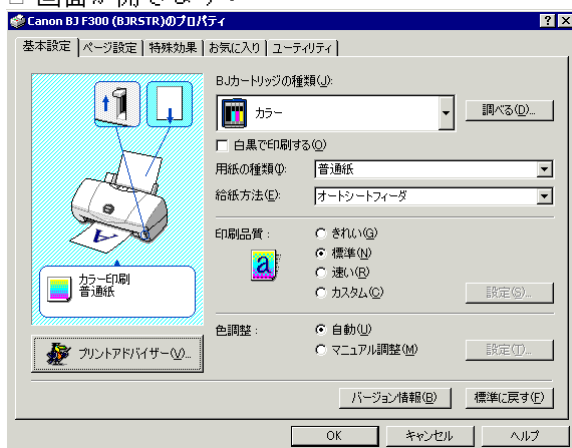 画面が開きます。
Canon BJ F300 (BJRSTR)のプロパティ
基本設定 ページ設定 特殊効果 お気に入り ユーティリティ
BJカートリッジの種類(J):
カラー 調べる(D)...
白黒で印刷する(O)
用紙の種類(I): 普通紙
給紙方法(E): オートシートフィーダ
印刷品質: きれい(G)
標準(N)
速い(R)
カスタム(C) 設定(S)...
カラー印刷
普通紙
色調整: 自動(U)
マニュアル調整(M) 設定(T)...
プリントアドバイザー(V)...
バージョン情報(B) 標準に戻す(F)
OK キャンセル ヘルプ